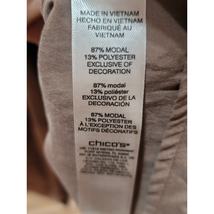 MADE IN VIETNAM
HECHO EN VIETNAM
FABRIQUÉ AU
VIETNAM
87% MODAL
13% POLYESTER
EXCLUSIVE OF
DECORATION
87% MODAL
13% poliéster
EXCLUSIVO DE LA
DECORACIÓN
87% MODAL
13% POLYESTER
À L'EXCEPTION DES
MOTIFS DÉCORATIFS
chico's